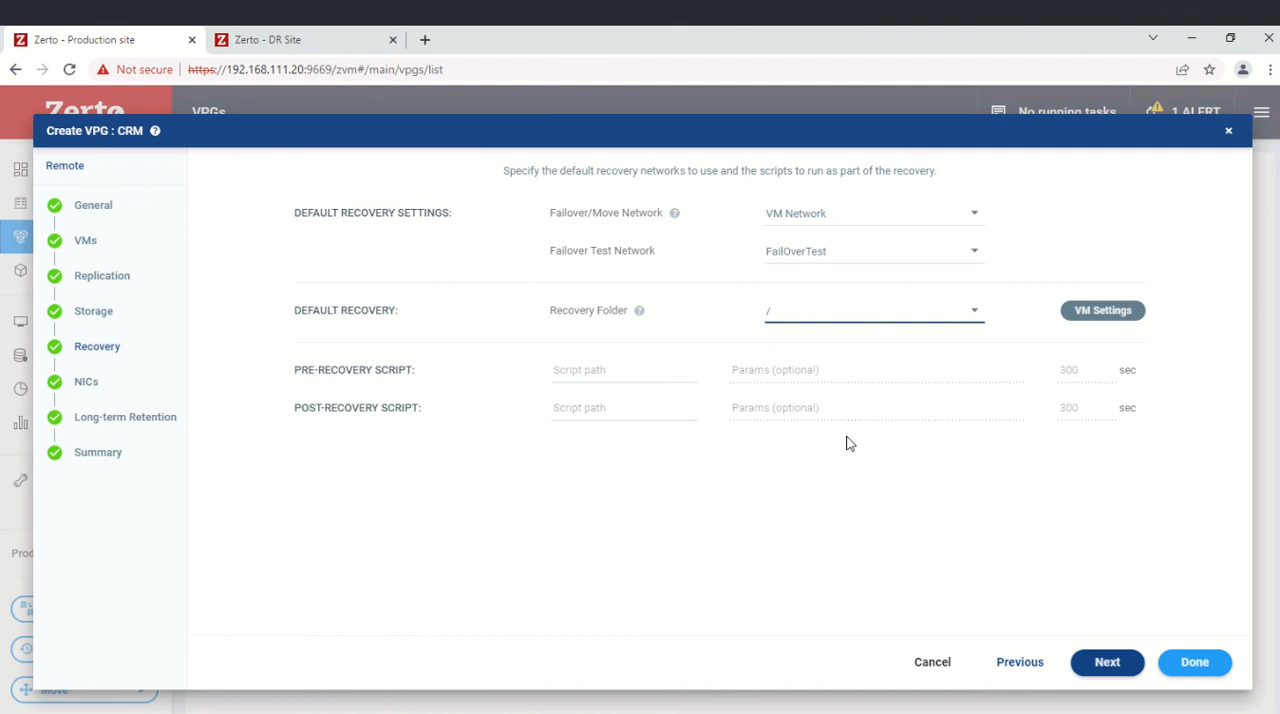 Zerto - Production site
Zerto - DR Site
Not secure
https://192.168.111.20:9669/zvm#/main/vpgs/list
Zerto
VPGs
No running tasks
1 ALERT
Create VPG : CRM
Remote
General
VMs
Replication
Storage
Recovery
NICs
Long-term Retention
Summary
Specify the default recovery networks to use and the scripts to run as part of the recovery.
DEFAULT RECOVERY SETTINGS:
Failover/Move Network
VM Network
Failover Test Network
FailOverTest
DEFAULT RECOVERY:
Recovery Folder
/
VM Settings
PRE-RECOVERY SCRIPT:
Script path
Params (optional)
300
sec
POST-RECOVERY SCRIPT:
Script path
Params (optional)
300
sec
Prod
Move
Cancel
Previous
Next
Done